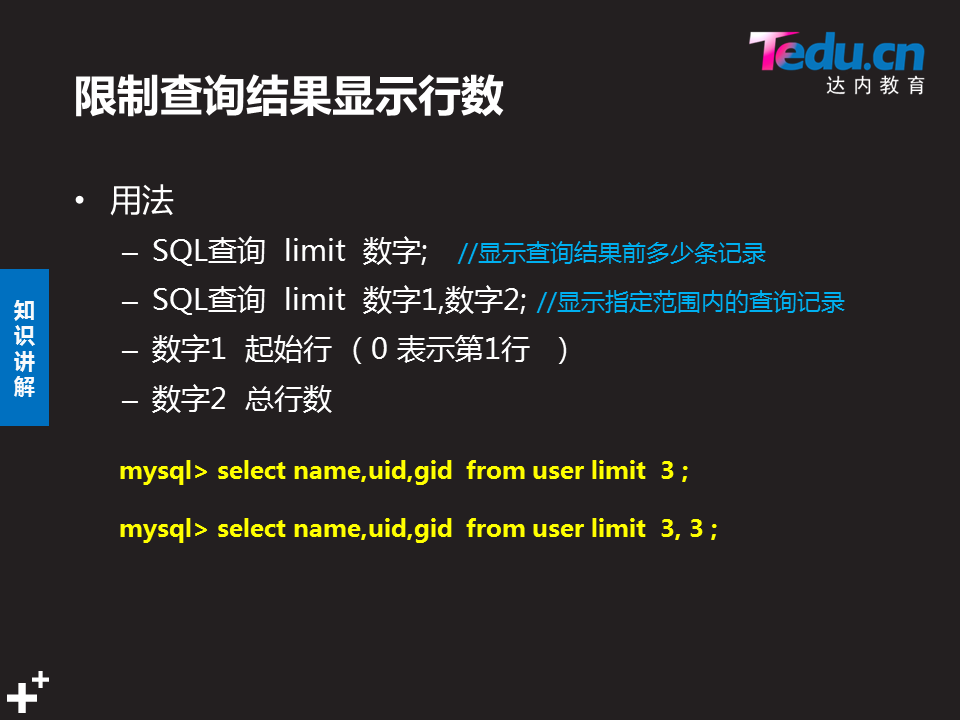 Tedu.cn
达内教育
限制查询结果显示行数
• 用法
– SQL查询 limit 数字; //显示查询结果前多少条记录
– SQL查询 limit 数字1,数字2; //显示指定范围内的查询记录
– 数字1 起始行 （0 表示第1行 ）
– 数字2 总行数
知识讲解
mysql> select name,uid,gid from user limit 3 ;
mysql> select name,uid,gid from user limit 3, 3 ;